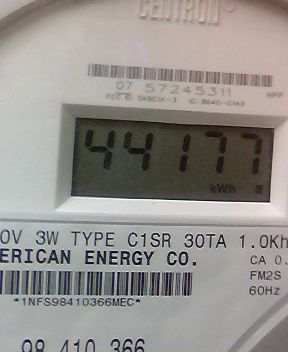 CENTRON®
07 57245311
44177
kWh
0V 3W TYPE C1SR 30TA 1.0Kh
ERICAN ENERGY CO.
CA 0.
FM2S
60Hz
*1NFS98410366MEC*
98 410 366